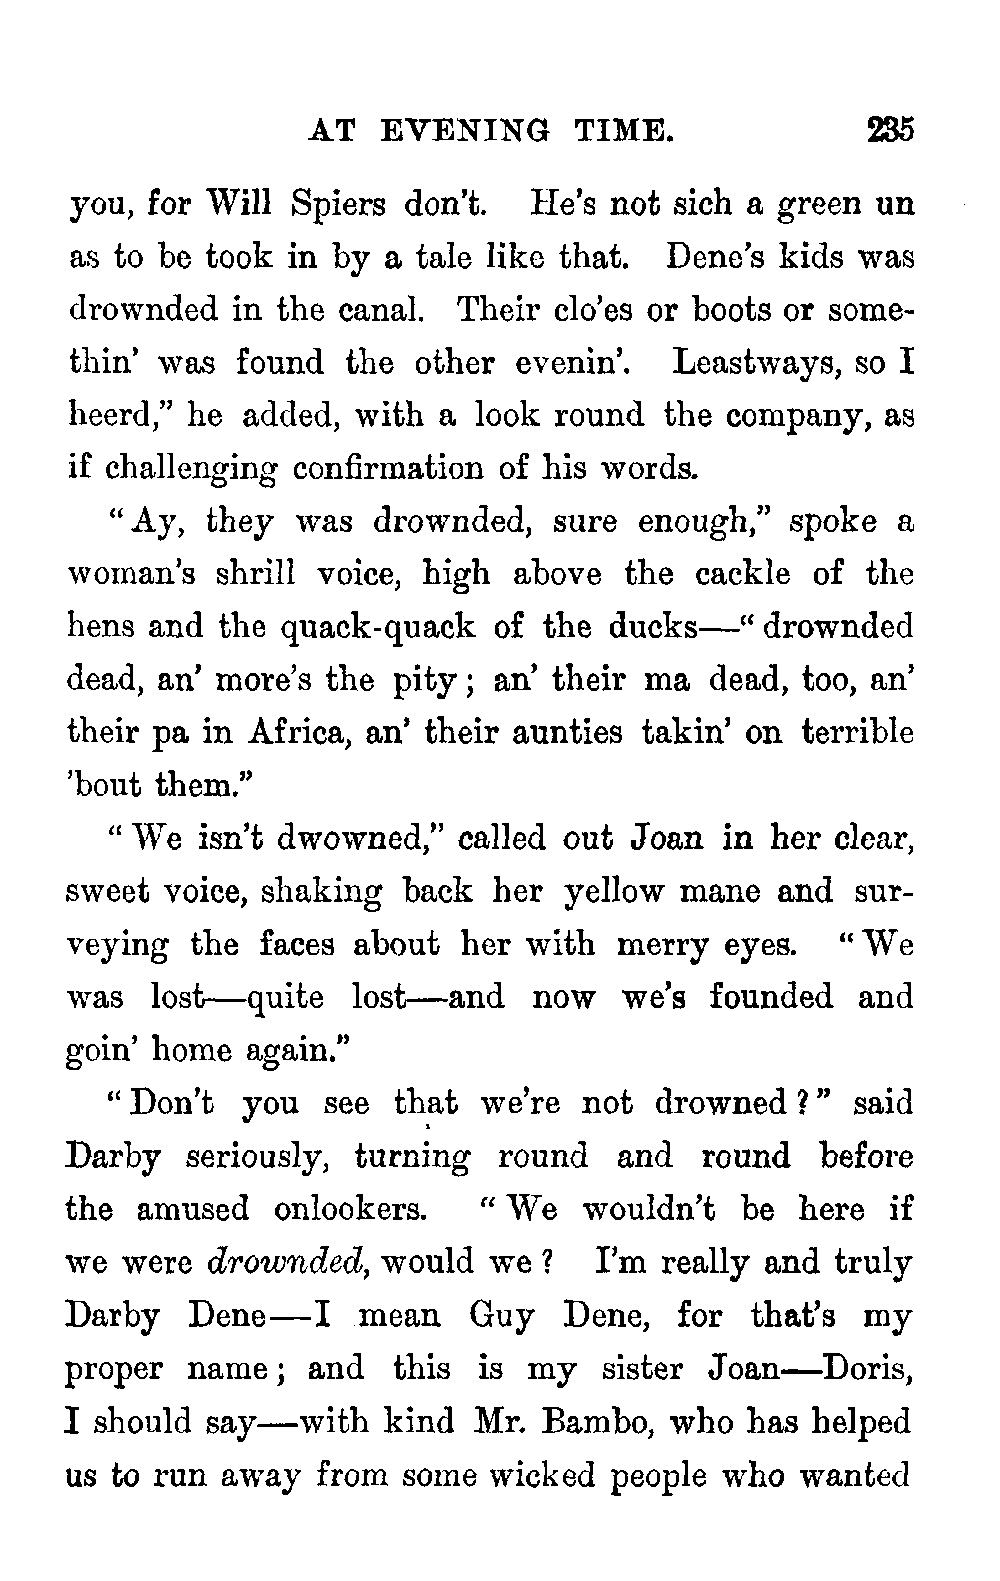 AT EVENING TIME. 235
you, for Will Spiers don't. He's not sich a green un
as to be took in by a tale like that. Dene's kids was
drownded in the canal. Their clo'es or boots or some-
thin' was found the other evenin'. Leastways, so I
heerd,” he added, with a look round the company, as
if challenging confirmation of his words.
“Ay, they was drownded, sure enough,” spoke a
woman's shrill voice, high above the cackle of the
hens and the quack-quack of the ducks—“drownded
dead, an' more's the pity; an' their ma dead, too, an'
their pa in Africa, an' their aunties takin' on terrible
'bout them.”
“We isn't dwowned,” called out Joan in her clear,
sweet voice, shaking back her yellow mane and sur-
veying the faces about her with merry eyes. “We
was lost—quite lost—and now we's founded and
goin' home again.”
“Don't you see that we're not drowned?” said
Darby seriously, turning round and round before
the amused onlookers. “We wouldn't be here if
we were drownded, would we? I'm really and truly
Darby Dene—I mean Guy Dene, for that's my
proper name; and this is my sister Joan—Doris,
I should say—with kind Mr. Bambo, who has helped
us to run away from some wicked people who wanted